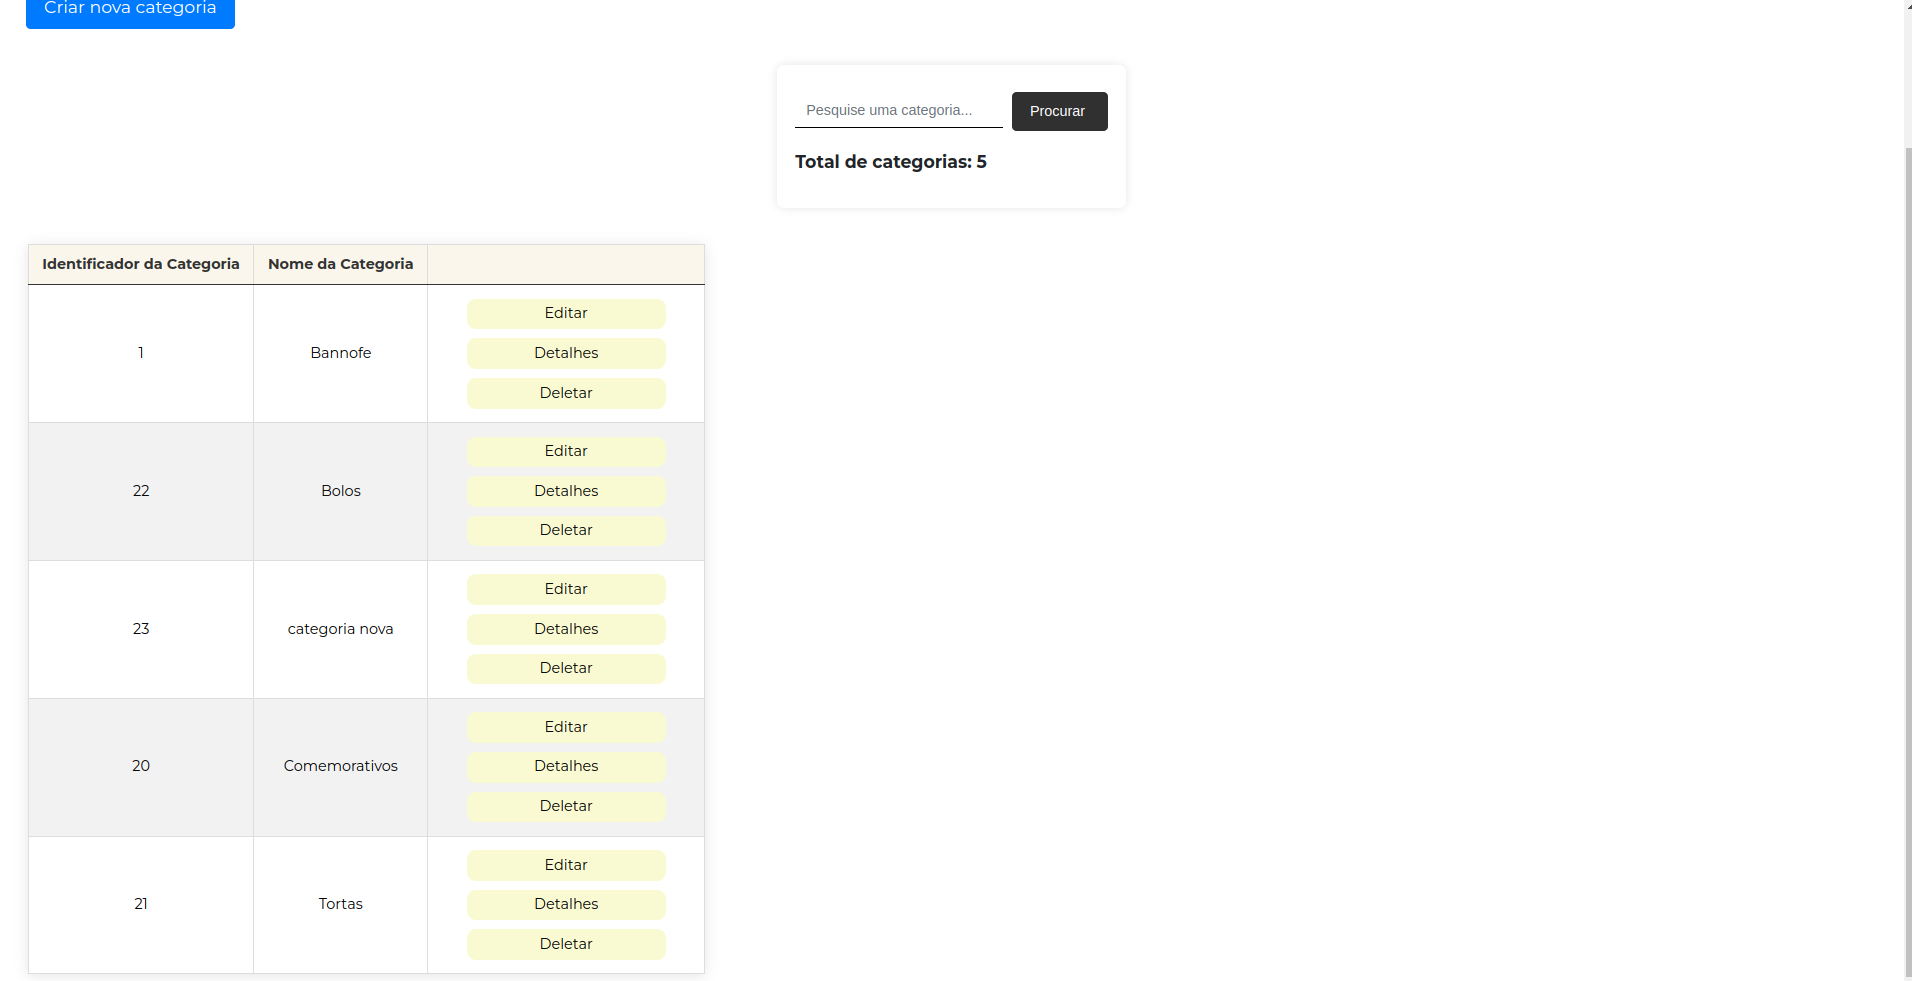 Criar nova categoria
Pesquise uma categoria...
Procurar
Total de categorias: 5
Identificador da Categoria Nome da Categoria
1 Bannofe
Editar
Detalhes
Deletar
22 Bolos
Editar
Detalhes
Deletar
23 categoria nova
Editar
Detalhes
Deletar
20 Comemorativos
Editar
Detalhes
Deletar
21 Tortas
Editar
Detalhes
Deletar